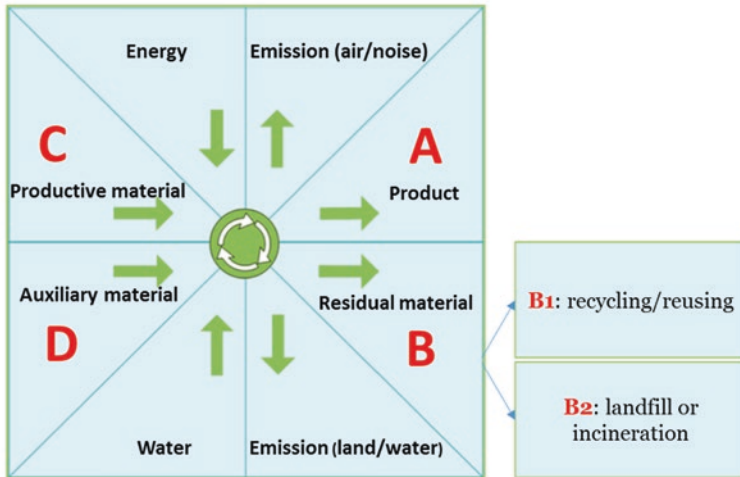 Energy
Emission (air/noise)
C
A
Productive material
Product
Auxiliary material
Residual material
D
B
Water
Emission (land/water)
B1: recycling/reusing
B2: landfill or
incineration